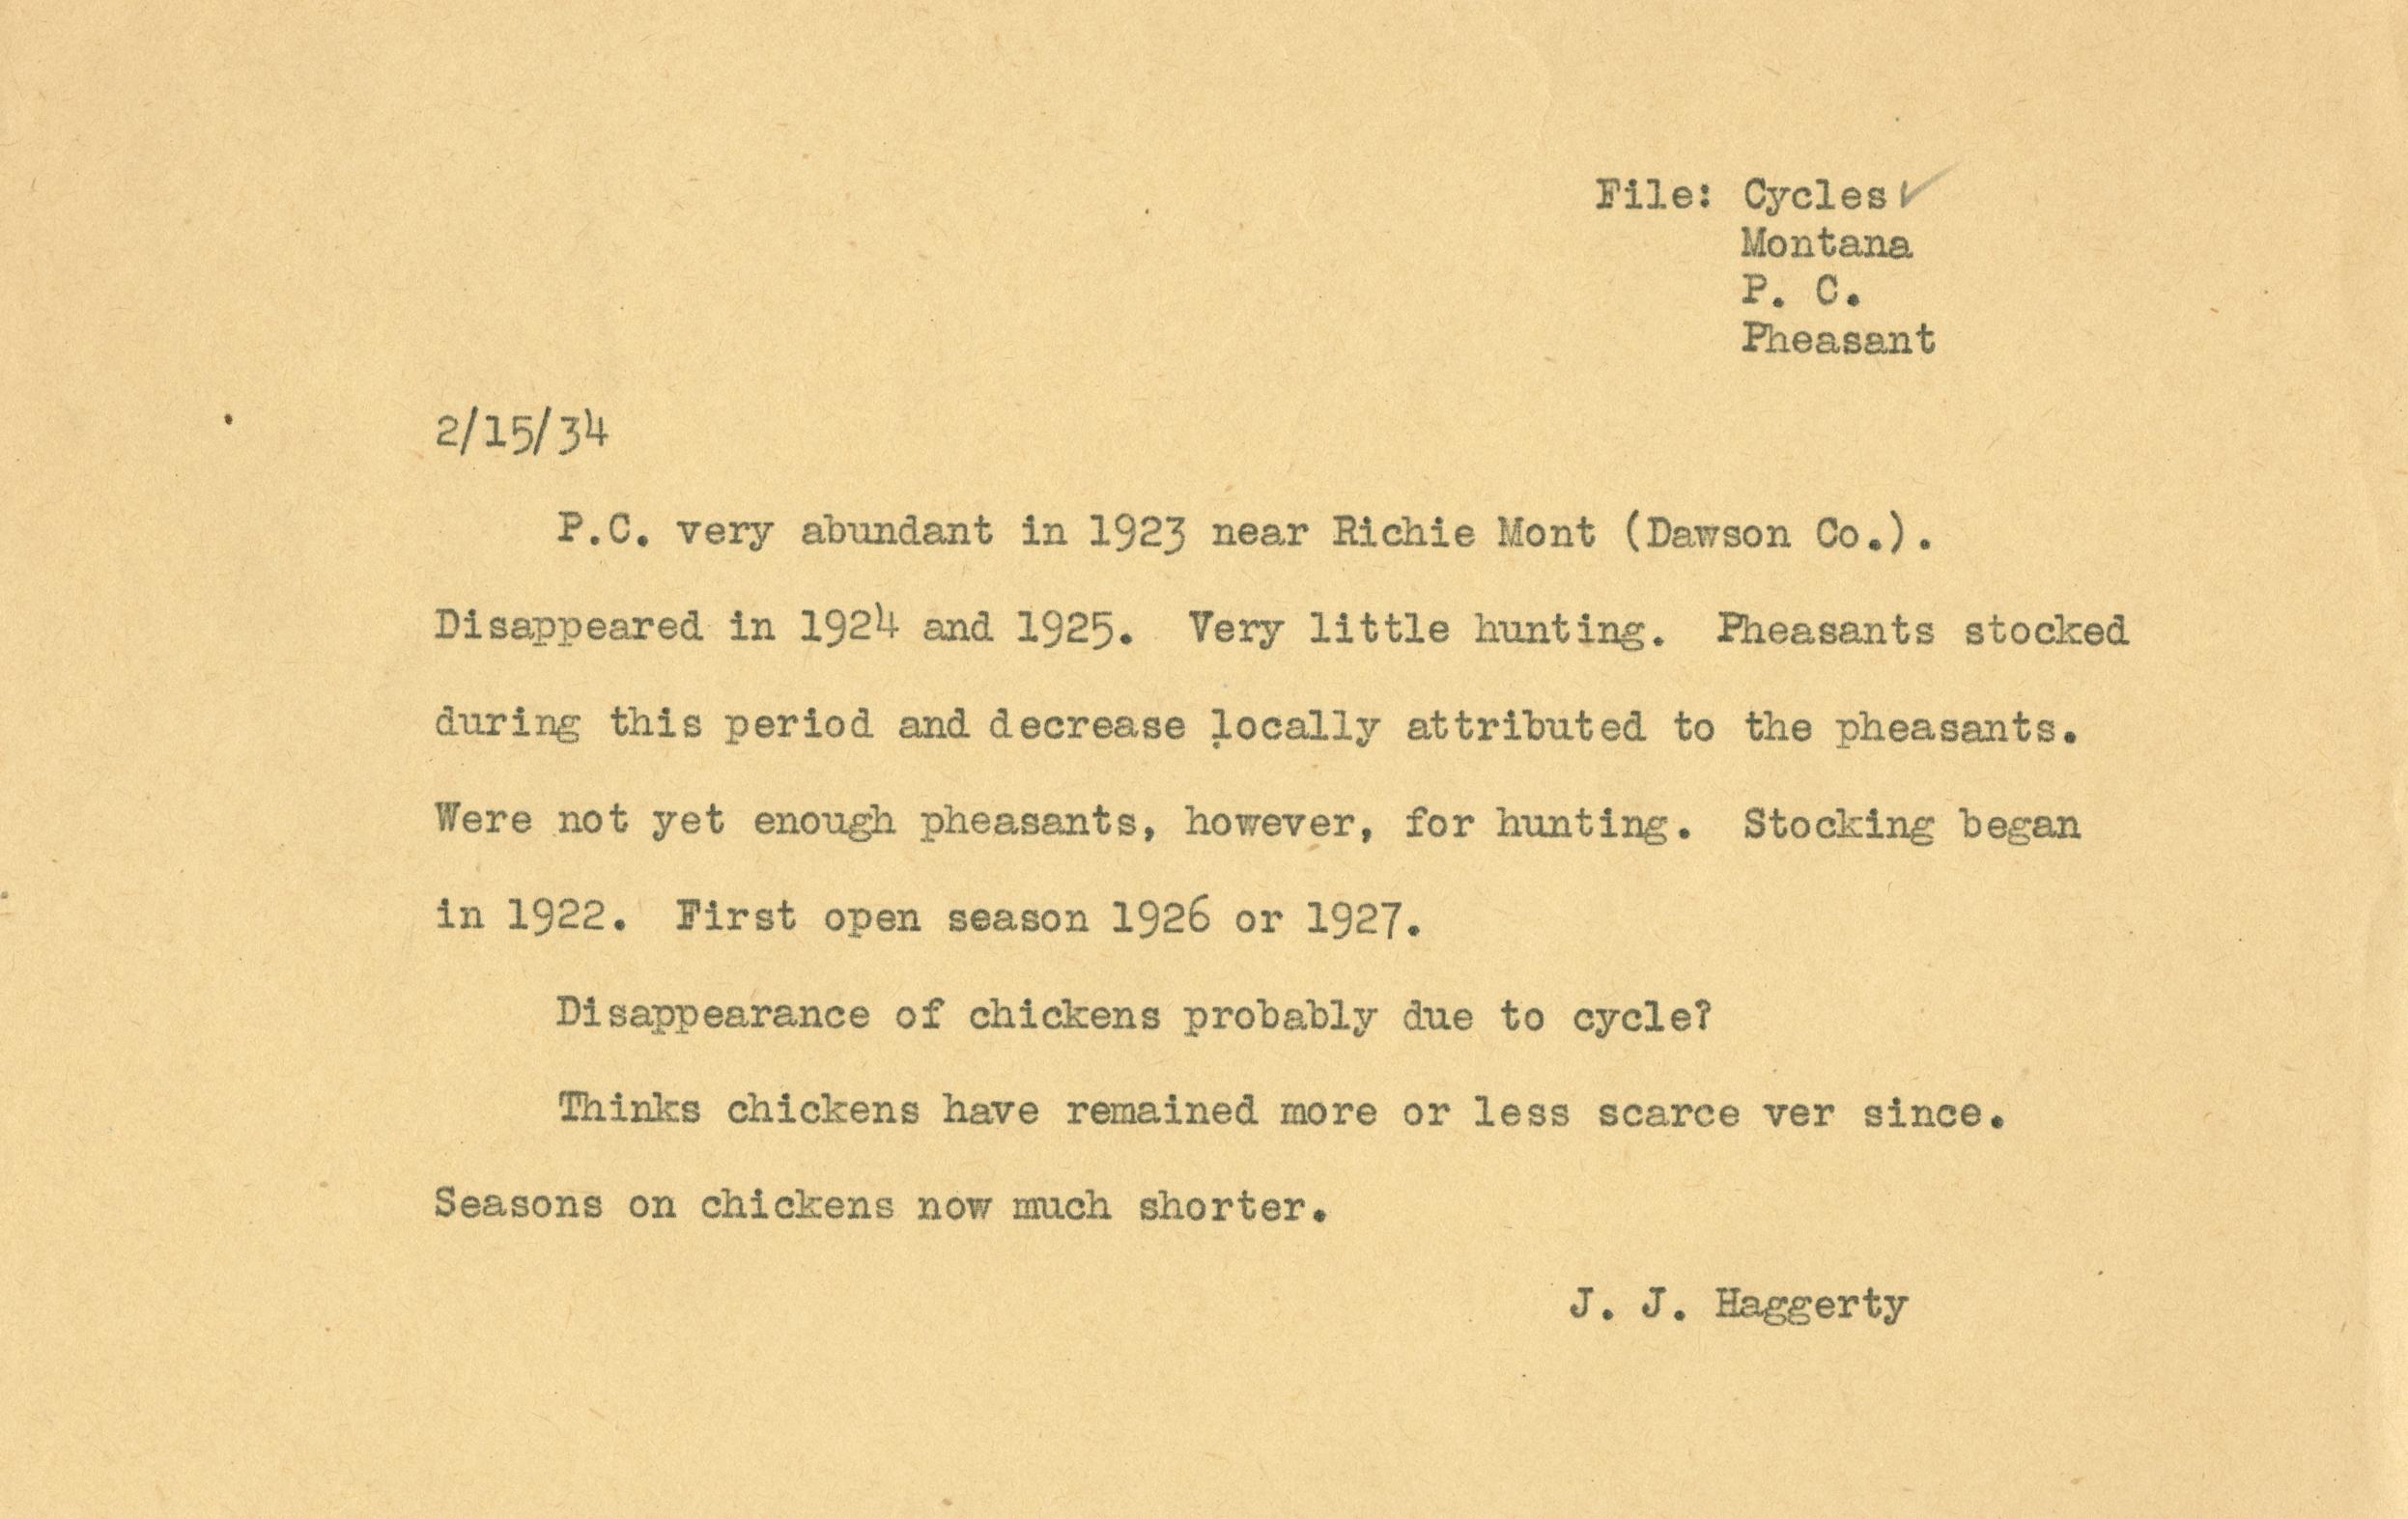 File: Cycles ✓
Montana
P. C.
Pheasant
2/15/34
P.C. very abundant in 1923 near Richie Mont (Dawson Co.).
Disappeared in 1924 and 1925. Very little hunting. Pheasants stocked
during this period and decrease locally attributed to the pheasants.
Were not yet enough pheasants, however, for hunting. Stocking began
in 1922. First open season 1926 or 1927.
Disappearance of chickens probably due to cycle?
Thinks chickens have remained more or less scarce ver since.
Seasons on chickens now much shorter.
J. J. Haggerty